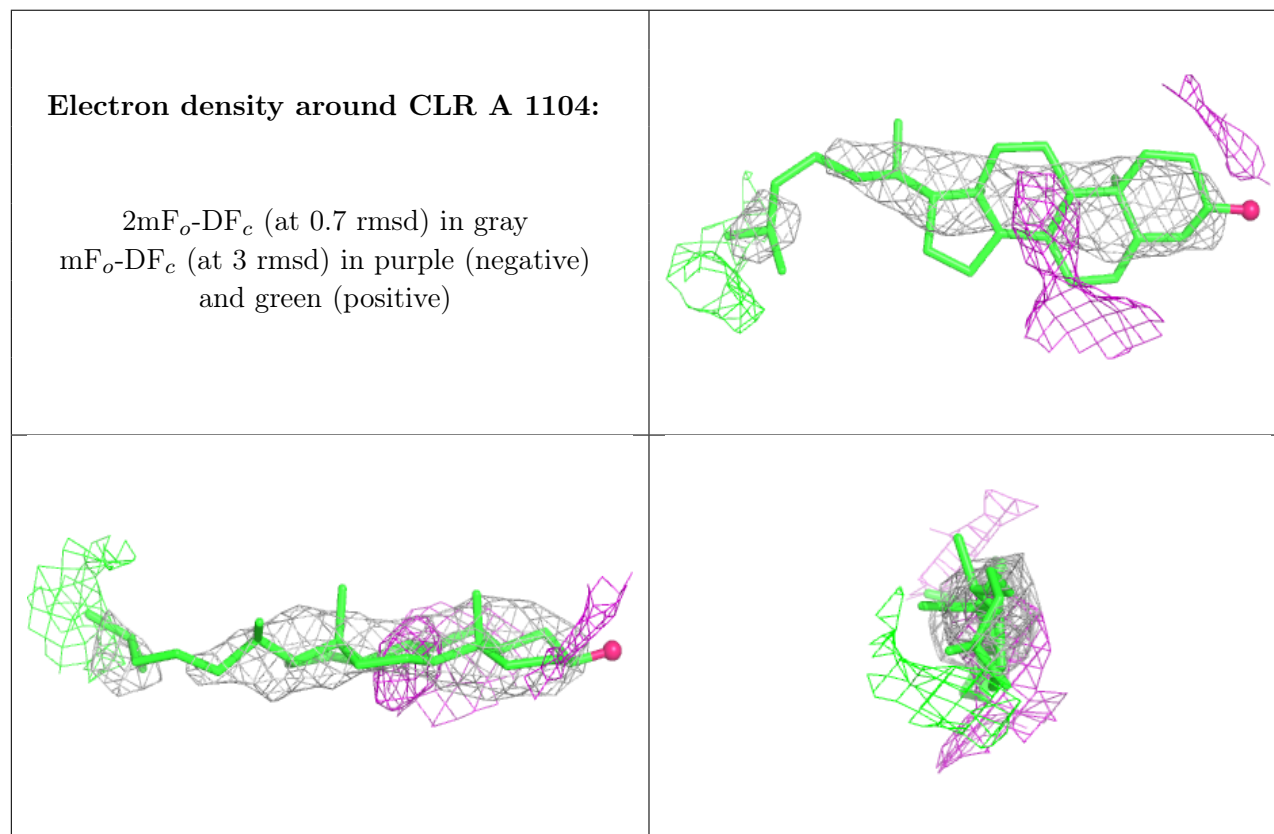 Electron density around CLR A 1104:
2mFo-DFc (at 0.7 rmsd) in gray
mFo-DFc (at 3 rmsd) in purple (negative)
and green (positive)